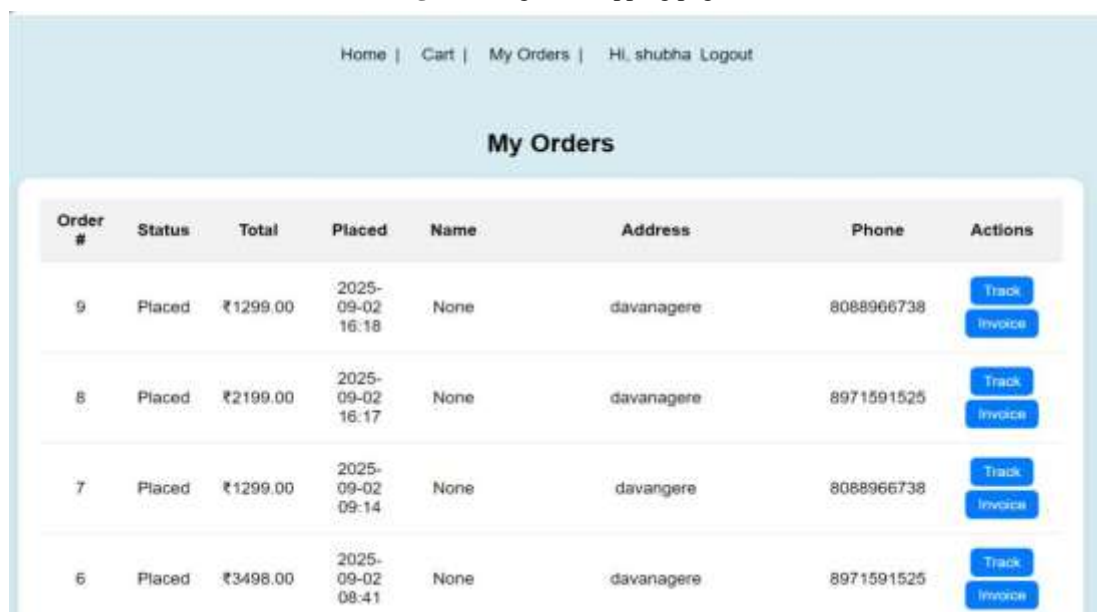 Home | Cart | My Orders | Hi, shubha Logout
My Orders
Order # Status Total Placed Name Address Phone Actions
9 Placed ₹1299.00 2025-09-02 16:18 None davanagere 8088966738 Track Invoice
8 Placed ₹2199.00 2025-09-02 16:17 None davanagere 8971591525 Track Invoice
7 Placed ₹1299.00 2025-09-02 09:14 None davangere 8088966738 Track Invoice
6 Placed ₹3498.00 2025-09-02 08:41 None davanagere 8971591525 Track Invoice